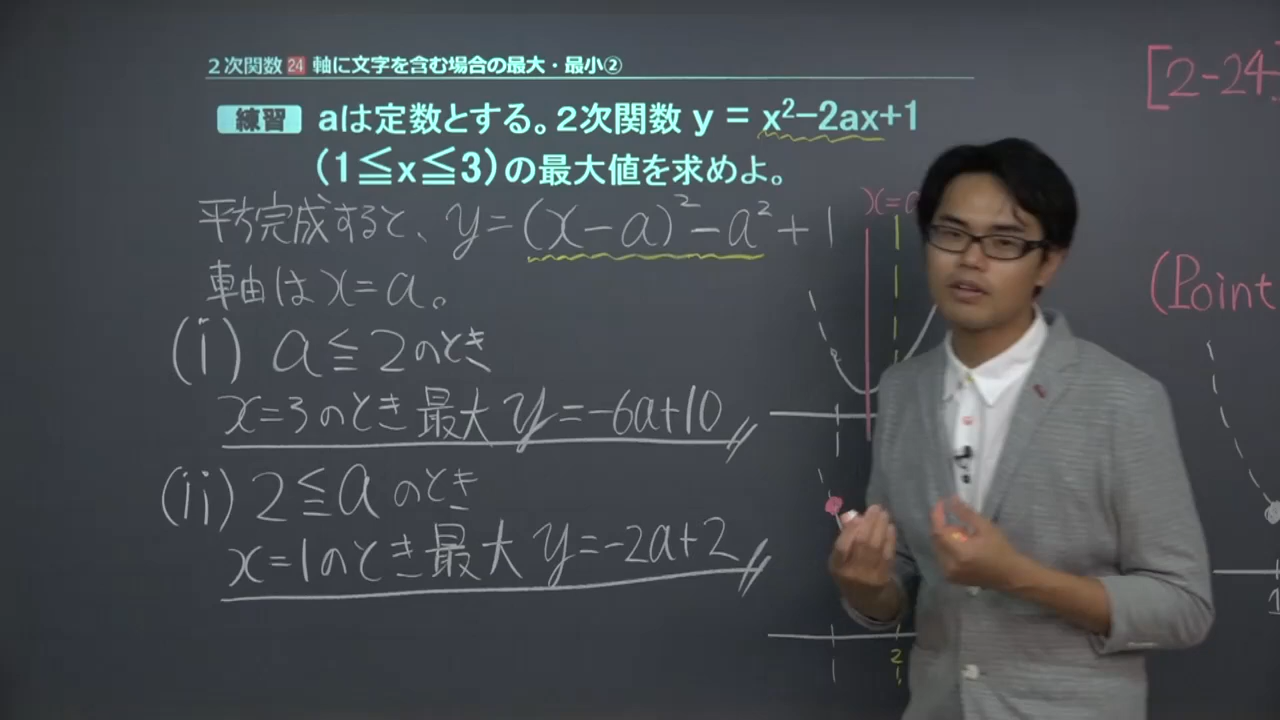 2次関数 24 軸に文字を含む場合の最大・最小②
練習 aは定数とする。2次関数 y = x²−2ax+1
(1≦x≦3)の最大値を求めよ。
平方完成すると、y=(x−a)²−a²+1
軸はx=a。
(i) a≦2のとき
x=3のとき最大 y=−6a+10
(ii) 2≦aのとき
x=1のとき最大 y=−2a+2
x=a
2
[2-24]
(Point
1